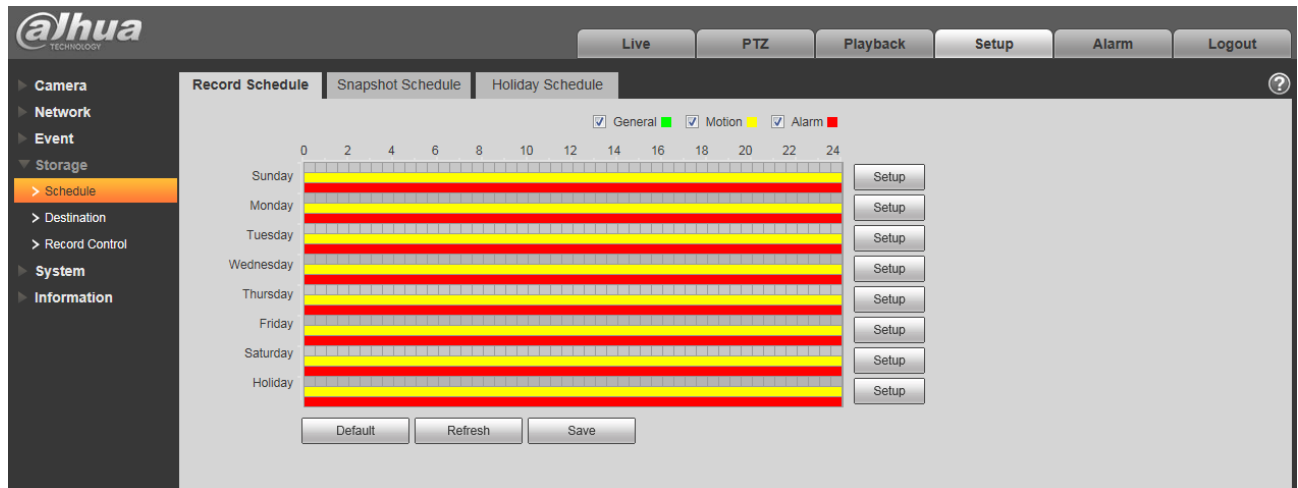 alhua
TECHNOLOGY
Live PTZ Playback Setup Alarm Logout
Camera
Network
Event
Storage
> Schedule
> Destination
> Record Control
System
Information
Record Schedule Snapshot Schedule Holiday Schedule ?
General Motion Alarm
0 2 4 6 8 10 12 14 16 18 20 22 24
Sunday Setup
Monday Setup
Tuesday Setup
Wednesday Setup
Thursday Setup
Friday Setup
Saturday Setup
Holiday Setup
Default Refresh Save